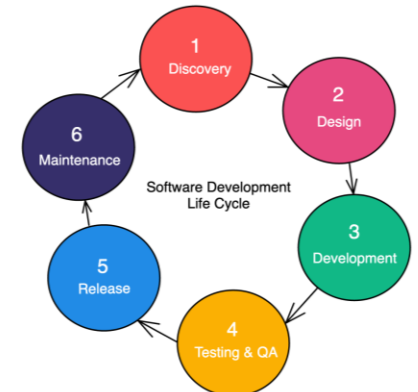 1
Discovery
2
Design
3
Development
4
Testing & QA
5
Release
6
Maintenance
Software Development
Life Cycle